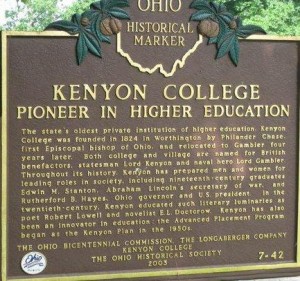 OHIO
HISTORICAL
MARKER
KENYON COLLEGE
PIONEER IN HIGHER EDUCATION
The state's oldest private institution of higher education, Kenyon
College was founded in 1824 in Worthington by Philander Chase,
first Episcopal bishop of Ohio, and relocated to Gambier four
years later. Both college and village are named for British
benefactors, statesman Lord Kenyon and naval hero Lord Gambier.
Throughout its history, Kenyon has prepared men and women for
leading roles in society, including nineteenth-century graduates
Edwin M. Stanton, Abraham Lincoln's secretary of war, and
Rutherford B. Hayes, Ohio governor and U.S. president. In the
twentieth-century, Kenyon educated such literary luminaries as
poet Robert Lowell and novelist E.L. Doctorow. Kenyon has also
been an innovator in education: the Advanced Placement Program
began as the Kenyon Plan in the 1950s.
THE OHIO BICENTENNIAL COMMISSION, THE LONGABERGER COMPANY
KENYON COLLEGE
THE OHIO HISTORICAL SOCIETY
2003
7-42
Ohio